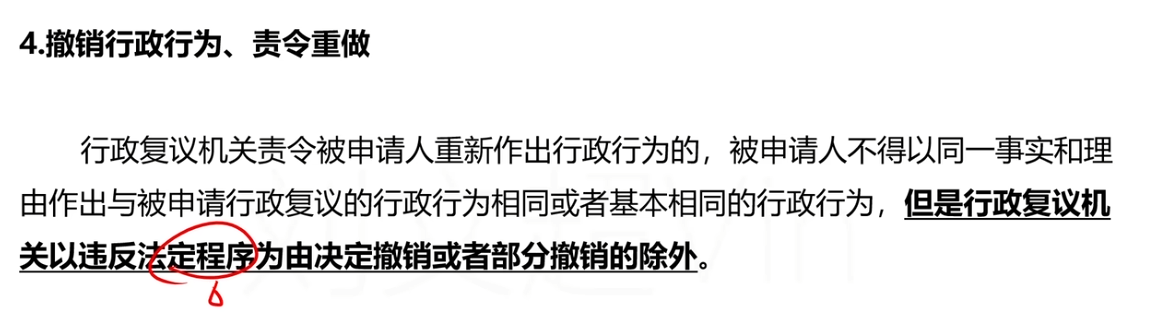 4.撤销行政行为、责令重做
行政复议机关责令被申请人重新作出行政行为的，被申请人不得以同一事实和理
由作出与被申请行政复议的行政行为相同或者基本相同的行政行为，但是行政复议机
关以违反法定程序为由决定撤销或者部分撤销的除外。